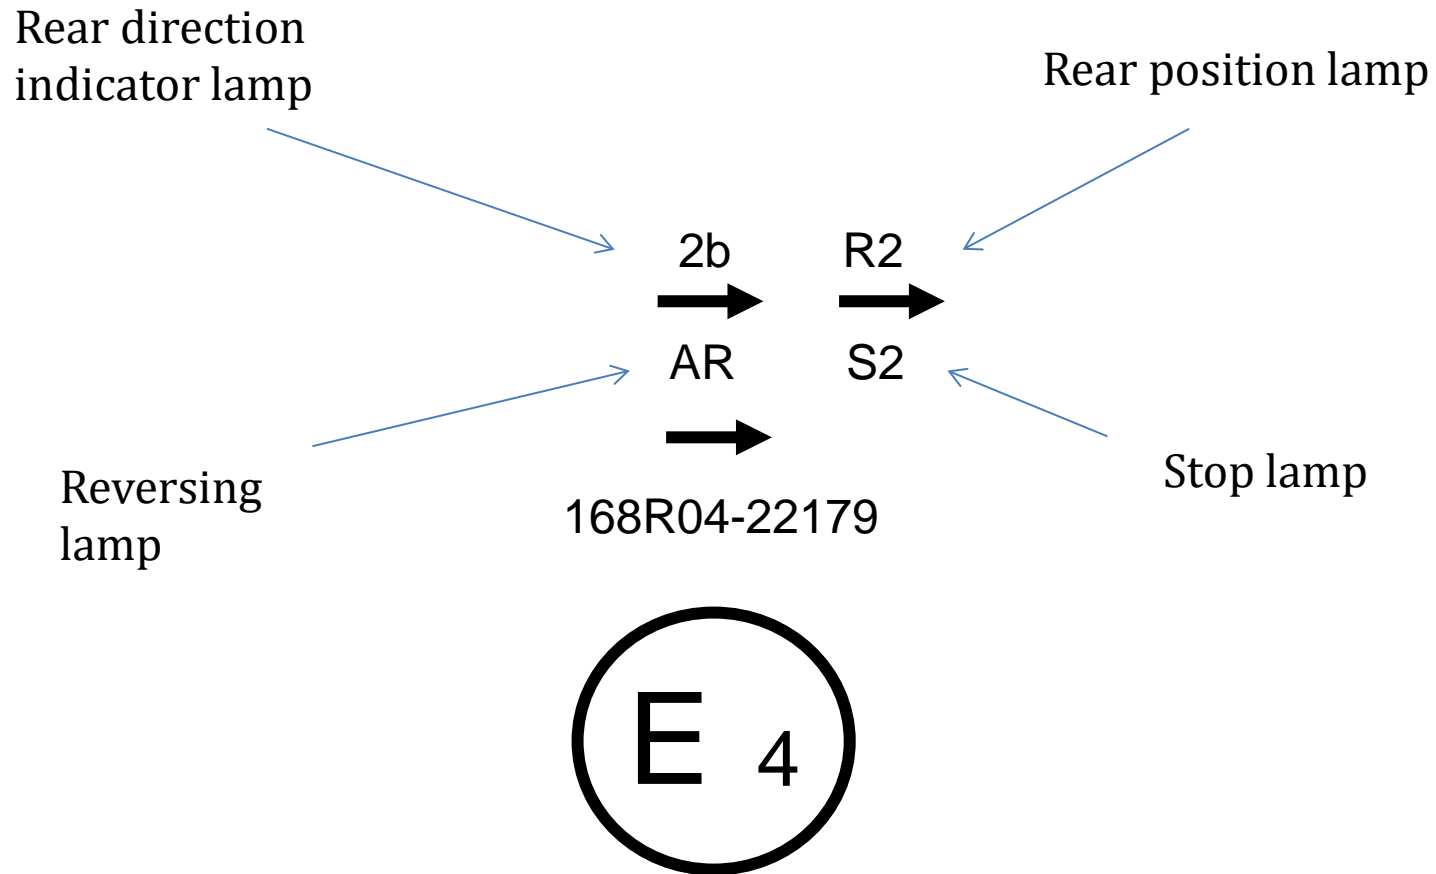 Rear direction
indicator lamp
Rear position lamp
2b
R2
AR
S2
Reversing
lamp
Stop lamp
168R04-22179
E 4